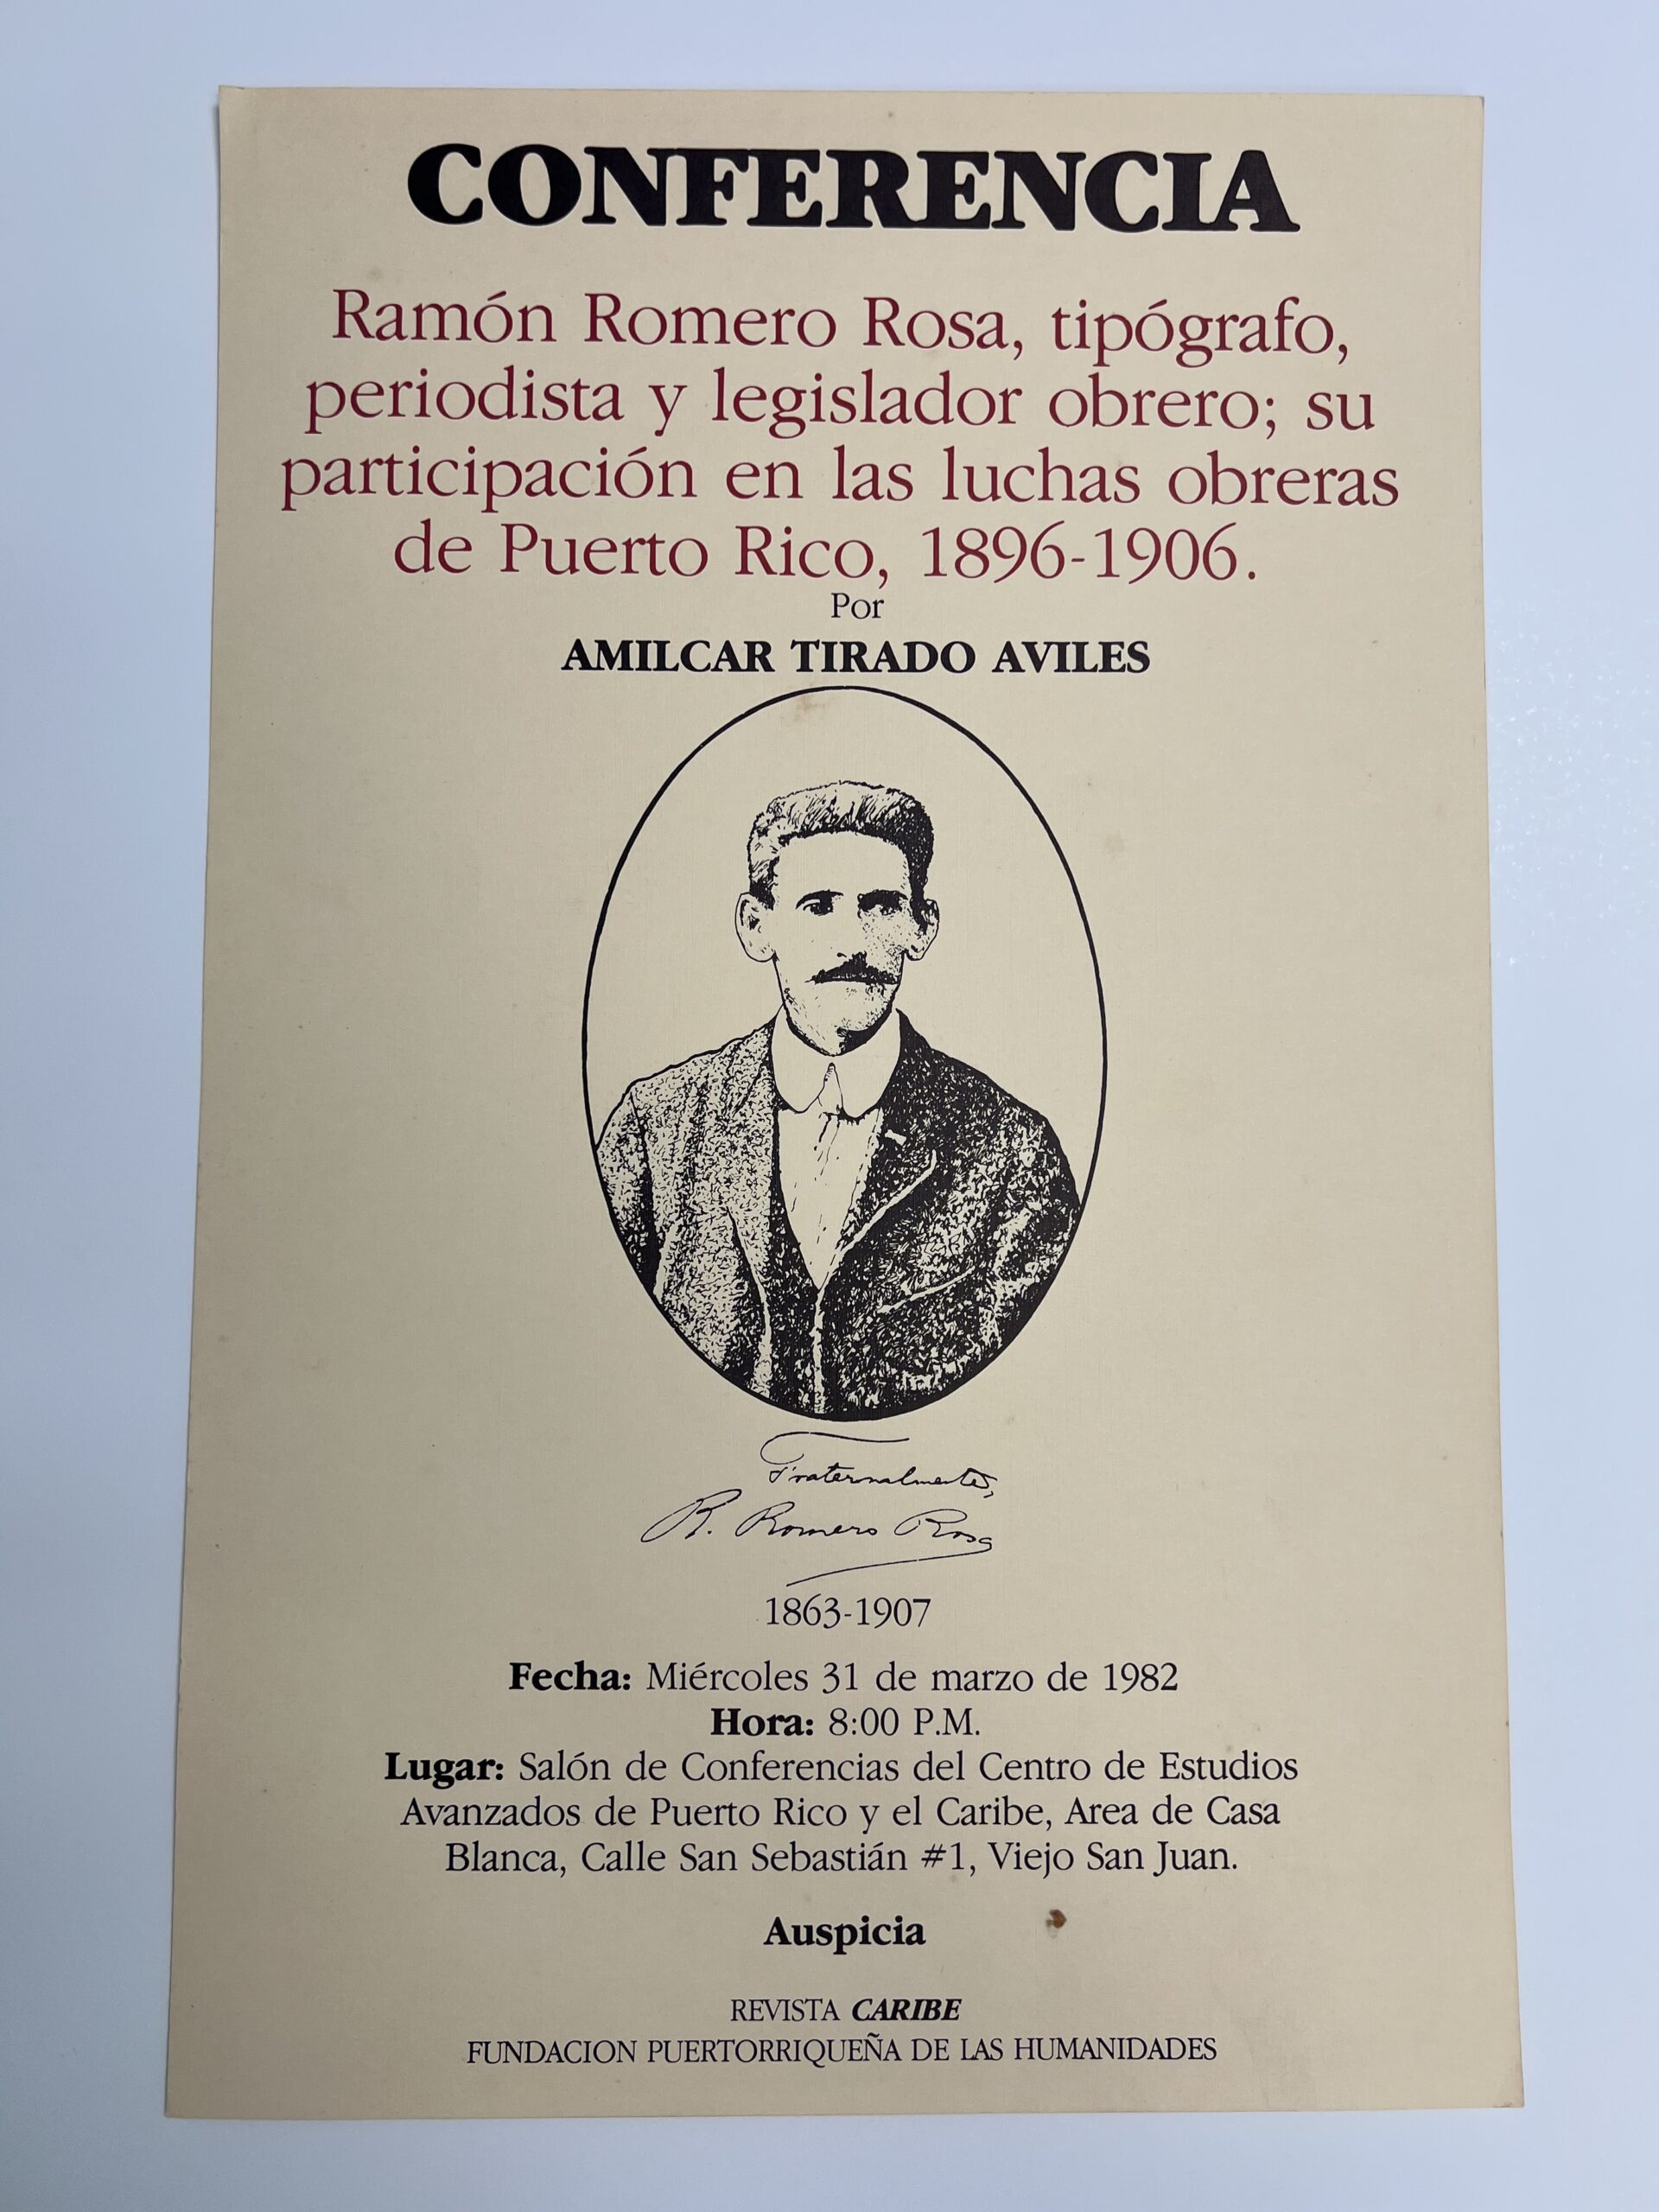 CONFERENCIA
Ramón Romero Rosa, tipógrafo,
periodista y legislador obrero; su
participación en las luchas obreras
de Puerto Rico, 1896-1906.
Por
AMILCAR TIRADO AVILES
Fraternalmente,
R. Romero Rosa
1863-1907
Fecha: Miércoles 31 de marzo de 1982
Hora: 8:00 P.M.
Lugar: Salón de Conferencias del Centro de Estudios
Avanzados de Puerto Rico y el Caribe, Area de Casa
Blanca, Calle San Sebastián #1, Viejo San Juan.
Auspicia
REVISTA CARIBE
FUNDACION PUERTORRIQUEÑA DE LAS HUMANIDADES